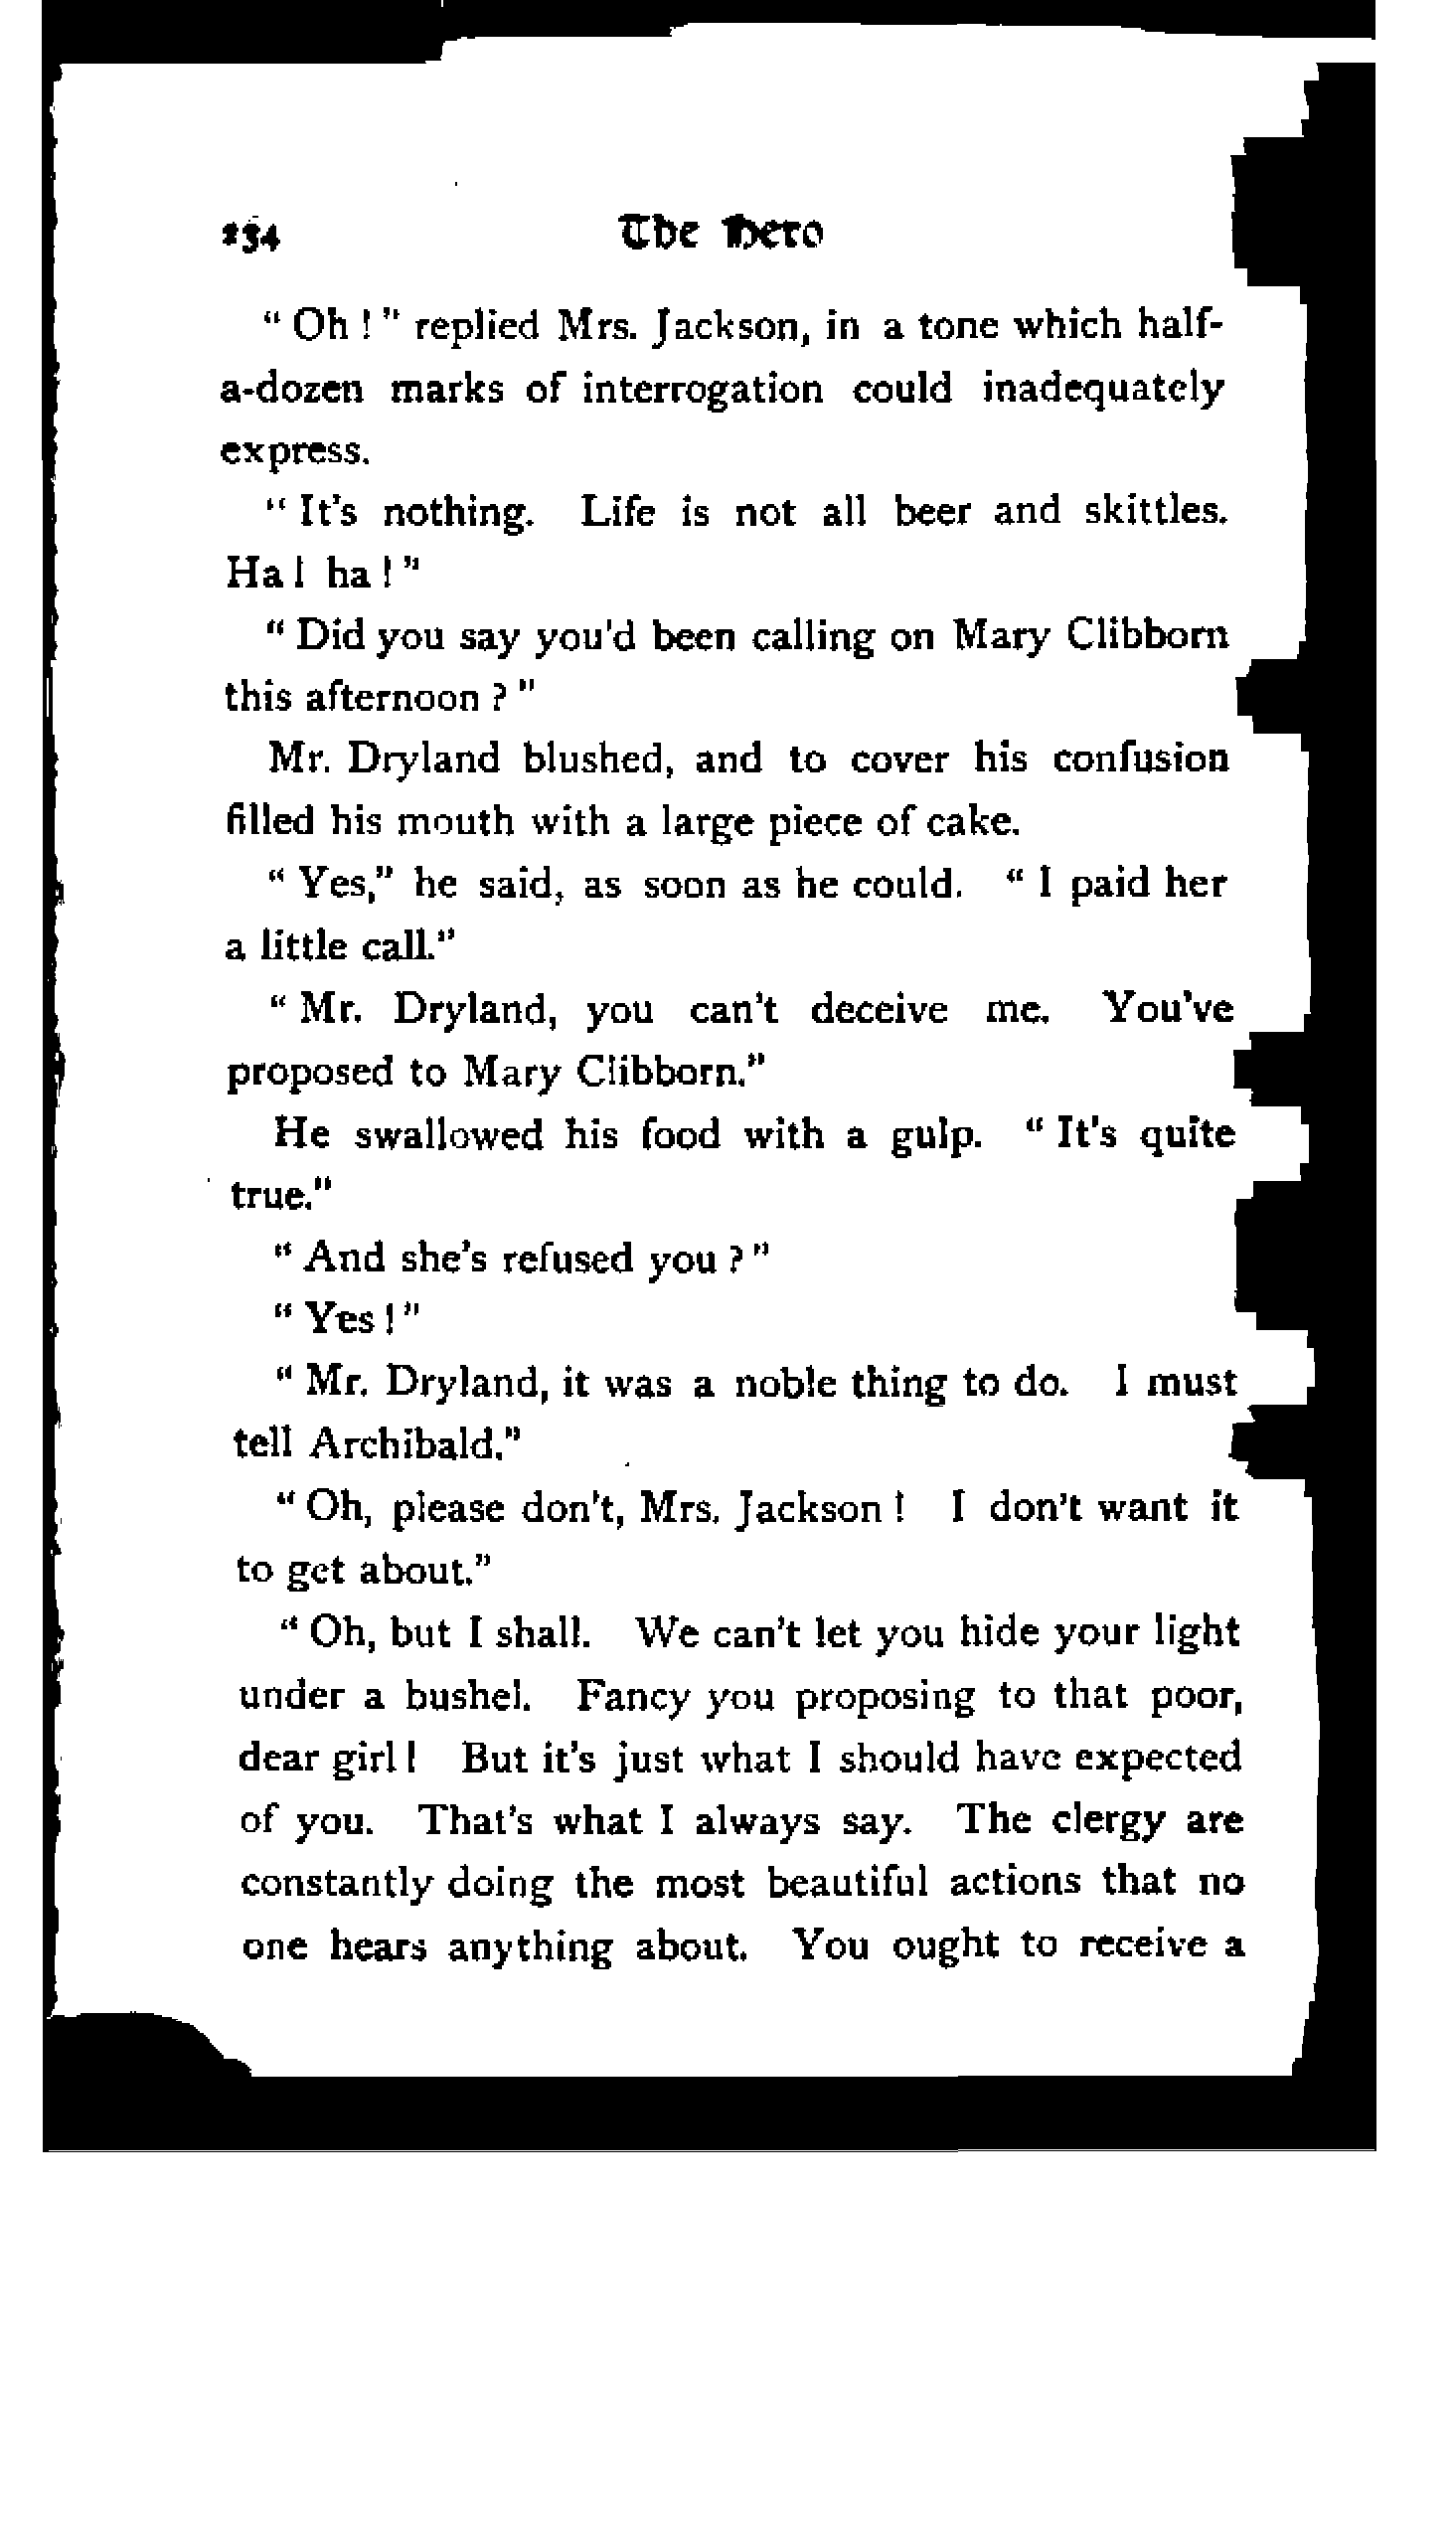 254 The Hero
" Oh ! " replied Mrs. Jackson, in a tone which half-
a-dozen marks of interrogation could inadequately
express.
" It's nothing. Life is not all beer and skittles.
Ha ! ha ! "
" Did you say you'd been calling on Mary Clibborn
this afternoon ? "
Mr. Dryland blushed, and to cover his confusion
filled his mouth with a large piece of cake.
" Yes," he said, as soon as he could. " I paid her
a little call."
" Mr. Dryland, you can't deceive me. You've
proposed to Mary Clibborn."
He swallowed his food with a gulp. " It's quite
true."
" And she's refused you ? "
" Yes ! "
" Mr. Dryland, it was a noble thing to do. I must
tell Archibald."
" Oh, please don't, Mrs. Jackson ! I don't want it
to get about."
" Oh, but I shall. We can't let you hide your light
under a bushel. Fancy you proposing to that poor,
dear girl ! But it's just what I should have expected
of you. That's what I always say. The clergy are
constantly doing the most beautiful actions that no
one hears anything about. You ought to receive a